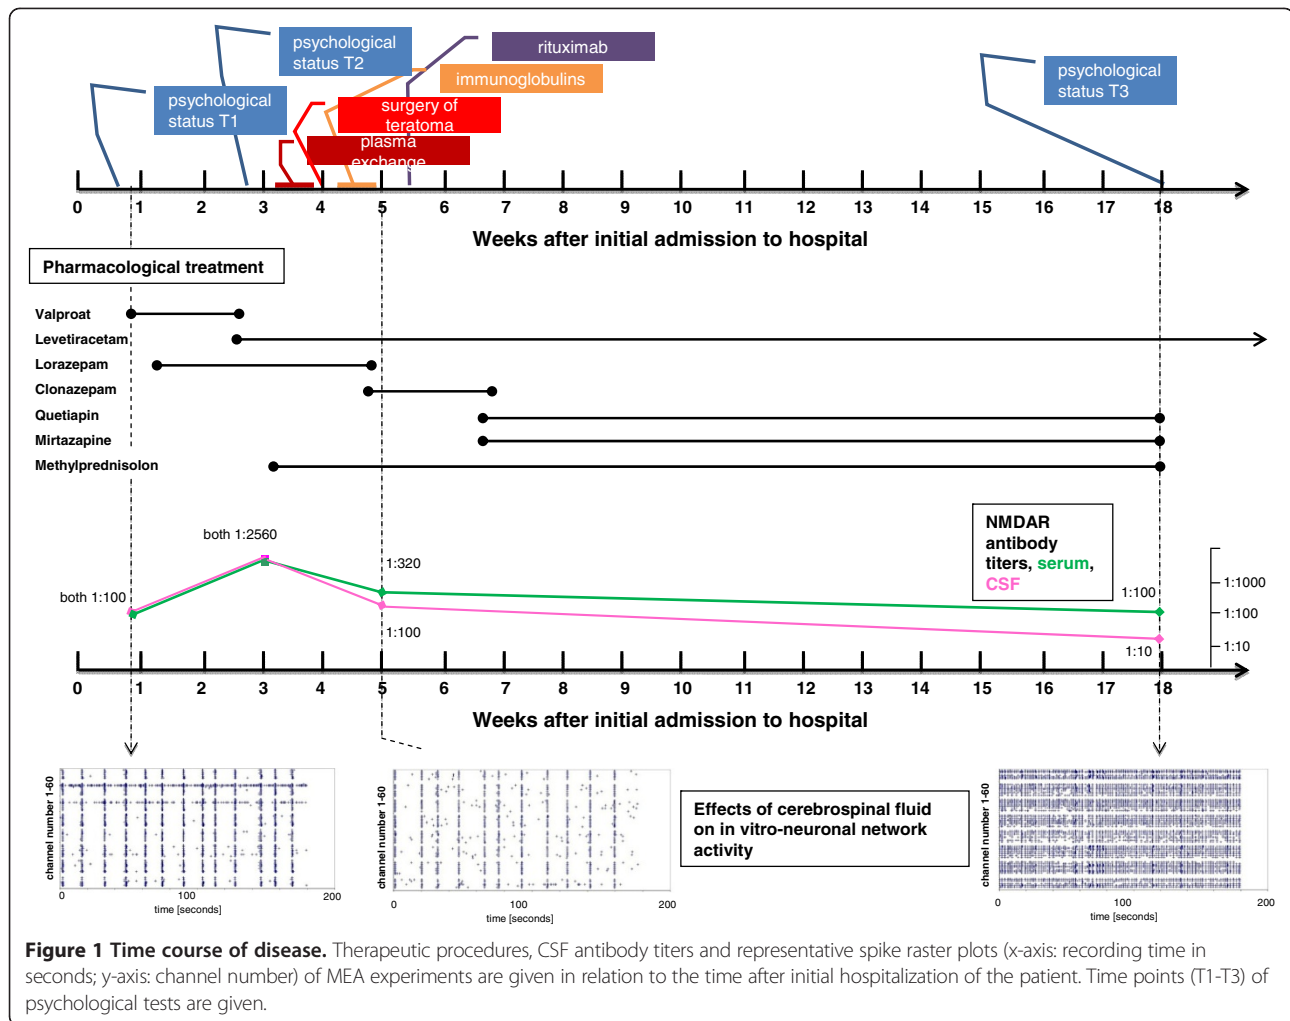 psychological
status T2
rituximab
immunoglobulins
psychological
status T3
psychological
status T1
surgery of
teratoma
plasma
exchange
0 1 2 3 4 5 6 7 8 9 10 11 12 13 14 15 16 17 18
Weeks after initial admission to hospital
Pharmacological treatment
Valproat
Levetiracetam
Lorazepam
Clonazepam
Quetiapin
Mirtazapine
Methylprednisolon
both 1:2560
1:320
NMDAR
antibody
titers, serum,
CSF
both 1:100
1:100
1:100
1:10
1:1000
1:100
1:10
0 1 2 3 4 5 6 7 8 9 10 11 12 13 14 15 16 17 18
Weeks after initial admission to hospital
channel number 1-60
0 100 200
time [seconds]
channel number 1-60
0 100 200
time [seconds]
Effects of cerebrospinal fluid
on in vitro-neuronal network
activity
channel number 1-60
0 100 200
time [seconds]
Figure 1 Time course of disease. Therapeutic procedures, CSF antibody titers and representative spike raster plots (x-axis: recording time in
seconds; y-axis: channel number) of MEA experiments are given in relation to the time after initial hospitalization of the patient. Time points (T1-T3) of
psychological tests are given.